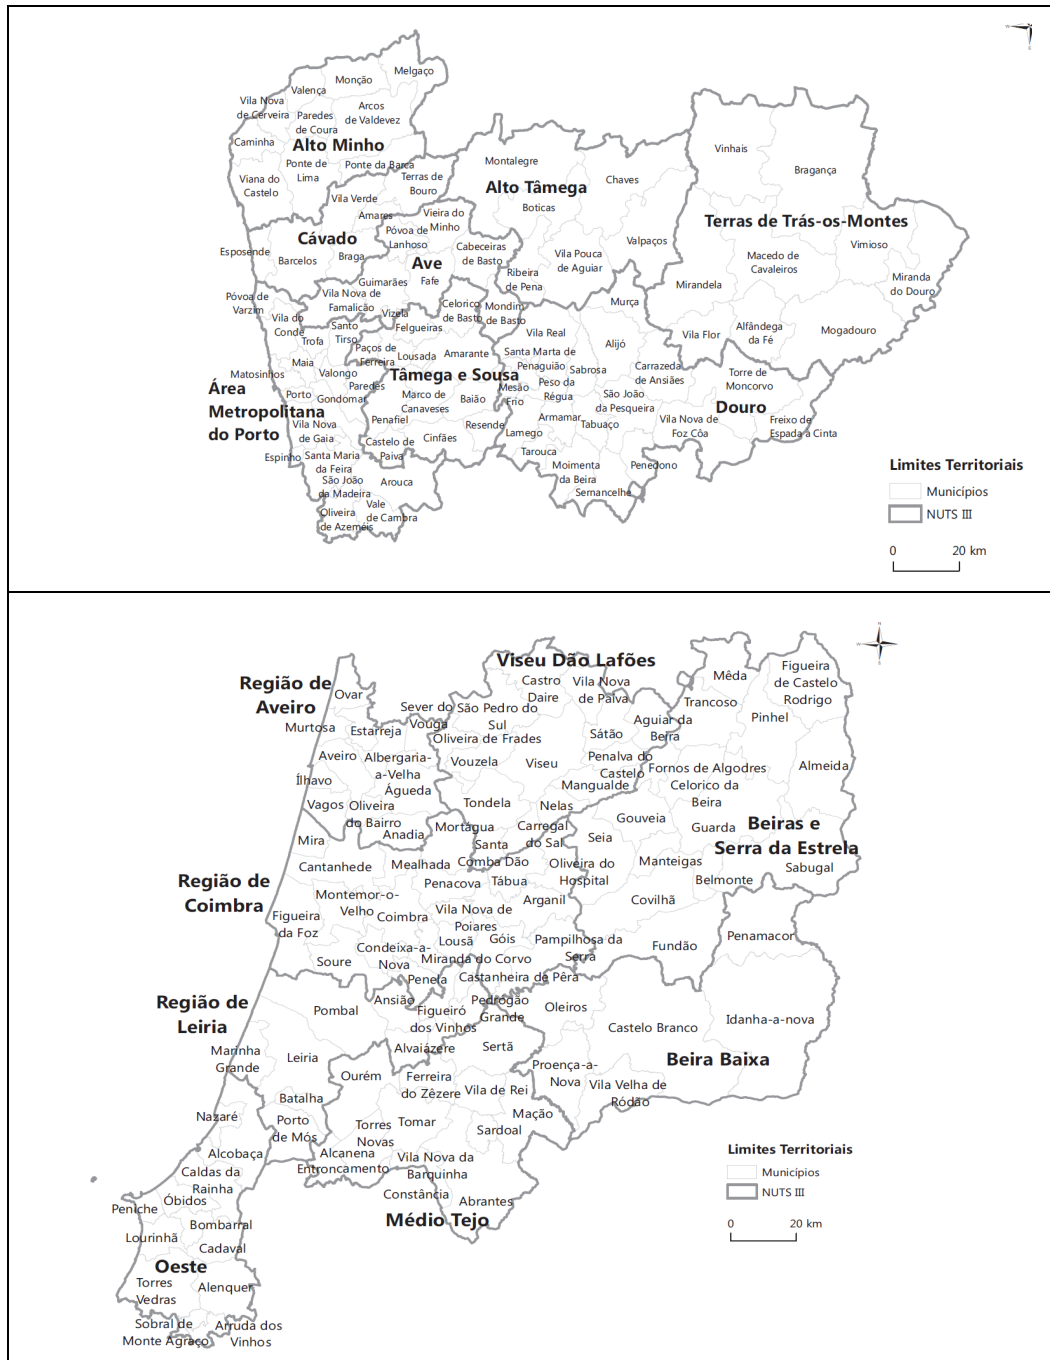 Melgaço
Monção
Valença
Vila Nova
de Cerveira
Arcos
de Valdevez
Paredes
de Coura
Caminha
Alto Minho
Ponte de
Lima
Ponte da Barca
Viana do
Castelo
Terras de
Bouro
Vila Verde
Amares
Vieira do
Minho
Póvoa de
Lanhoso
Cávado
Esposende
Barcelos
Braga
Cabeceiras
de Basto
Ave
Guimarães
Fafe
Vila Nova de
Famalicão
Vizela
Montalegre
Chaves
Alto Tâmega
Boticas
Valpaços
Vila Pouca
de Aguiar
Ribeira
de Pena
Vinhais
Bragança
Terras de Trás-os-Montes
Vimioso
Macedo de
Cavaleiros
Miranda
do Douro
Mirandela
Vila Flor
Alfândega
da Fé
Mogadouro
Póvoa de
Varzim
Vila do
Conde
Santo
Tirso
Trofa
Maia
Valongo
Matosinhos
Paredes
Porto
Gondomar
Área
Metropolitana
do Porto
Vila Nova
de Gaia
Espinho
Santa Maria
da Feira
São João
da Madeira
Arouca
Vale
de Cambra
Oliveira
de Azeméis
Celorico
de Basto
Mondim
de Basto
Felgueiras
Paços de
Ferreira
Lousada
Amarante
Tâmega e Sousa
Marco de
Canaveses
Baião
Penafiel
Resende
Castelo de
Paiva
Cinfães
Murça
Vila Real
Alijó
Santa Marta de
Penaguião
Sabrosa
Carrazeda
de Ansiães
Mesão
Frio
Peso da
Régua
São João
da Pesqueira
Torre de
Moncorvo
Douro
Armamar
Tabuaço
Vila Nova de
Foz Côa
Freixo de
Espada à Cinta
Lamego
Tarouca
Moimenta
da Beira
Penedono
Sernancelhe
Limites Territoriais
Municípios
NUTS III
0 20 km
Viseu Dão Lafões
Castro
Daire
Vila Nova
de Paiva
São Pedro do
Sul
Oliveira de Frades
Aguiar da
Beira
Sátão
Vouzela
Viseu
Penalva do
Castelo
Mangualde
Tondela
Nelas
Mortágua
Carregal
do Sal
Santa
Comba Dão
Região de
Aveiro
Ovar
Sever do
Vouga
Murtosa
Estarreja
Aveiro
Albergaria-
a-Velha
Águeda
Ílhavo
Vagos
Oliveira
do Bairro
Anadia
Mêda
Figueira
de Castelo
Rodrigo
Trancoso
Pinhel
Fornos de Algodres
Almeida
Celorico da
Beira
Gouveia
Guarda
Beiras e
Serra da Estrela
Seia
Manteigas
Sabugal
Belmonte
Covilhã
Fundão
Mira
Cantanhede
Mealhada
Região de
Coimbra
Penacova
Tábua
Oliveira do
Hospital
Montemor-o-
Velho
Coimbra
Arganil
Figueira
da Foz
Vila Nova de
Poiares
Condeixa-a-
Nova
Lousã
Góis
Pampilhosa da
Serra
Soure
Miranda do Corvo
Penela
Região de
Leiria
Castanheira de Pêra
Ansião
Pedrógão
Grande
Pombal
Figueiró
dos Vinhos
Alvaiázere
Marinha
Grande
Leiria
Batalha
Porto
de Mós
Penamacor
Oleiros
Castelo Branco
Idanha-a-nova
Beira Baixa
Proença-a-
Nova
Vila Velha de
Ródão
Sertã
Ourém
Ferreira
do Zêzere
Vila de Rei
Mação
Tomar
Torres
Novas
Sardoal
Alcanena
Entroncamento
Vila Nova da
Barquinha
Constância
Abrantes
Médio Tejo
Nazaré
Alcobaça
Caldas da
Rainha
Óbidos
Peniche
Bombarral
Lourinhã
Cadaval
Oeste
Torres
Vedras
Alenquer
Sobral de
Monte Agraço
Arruda dos
Vinhos
Limites Territoriais
Municípios
NUTS III
0 20 km